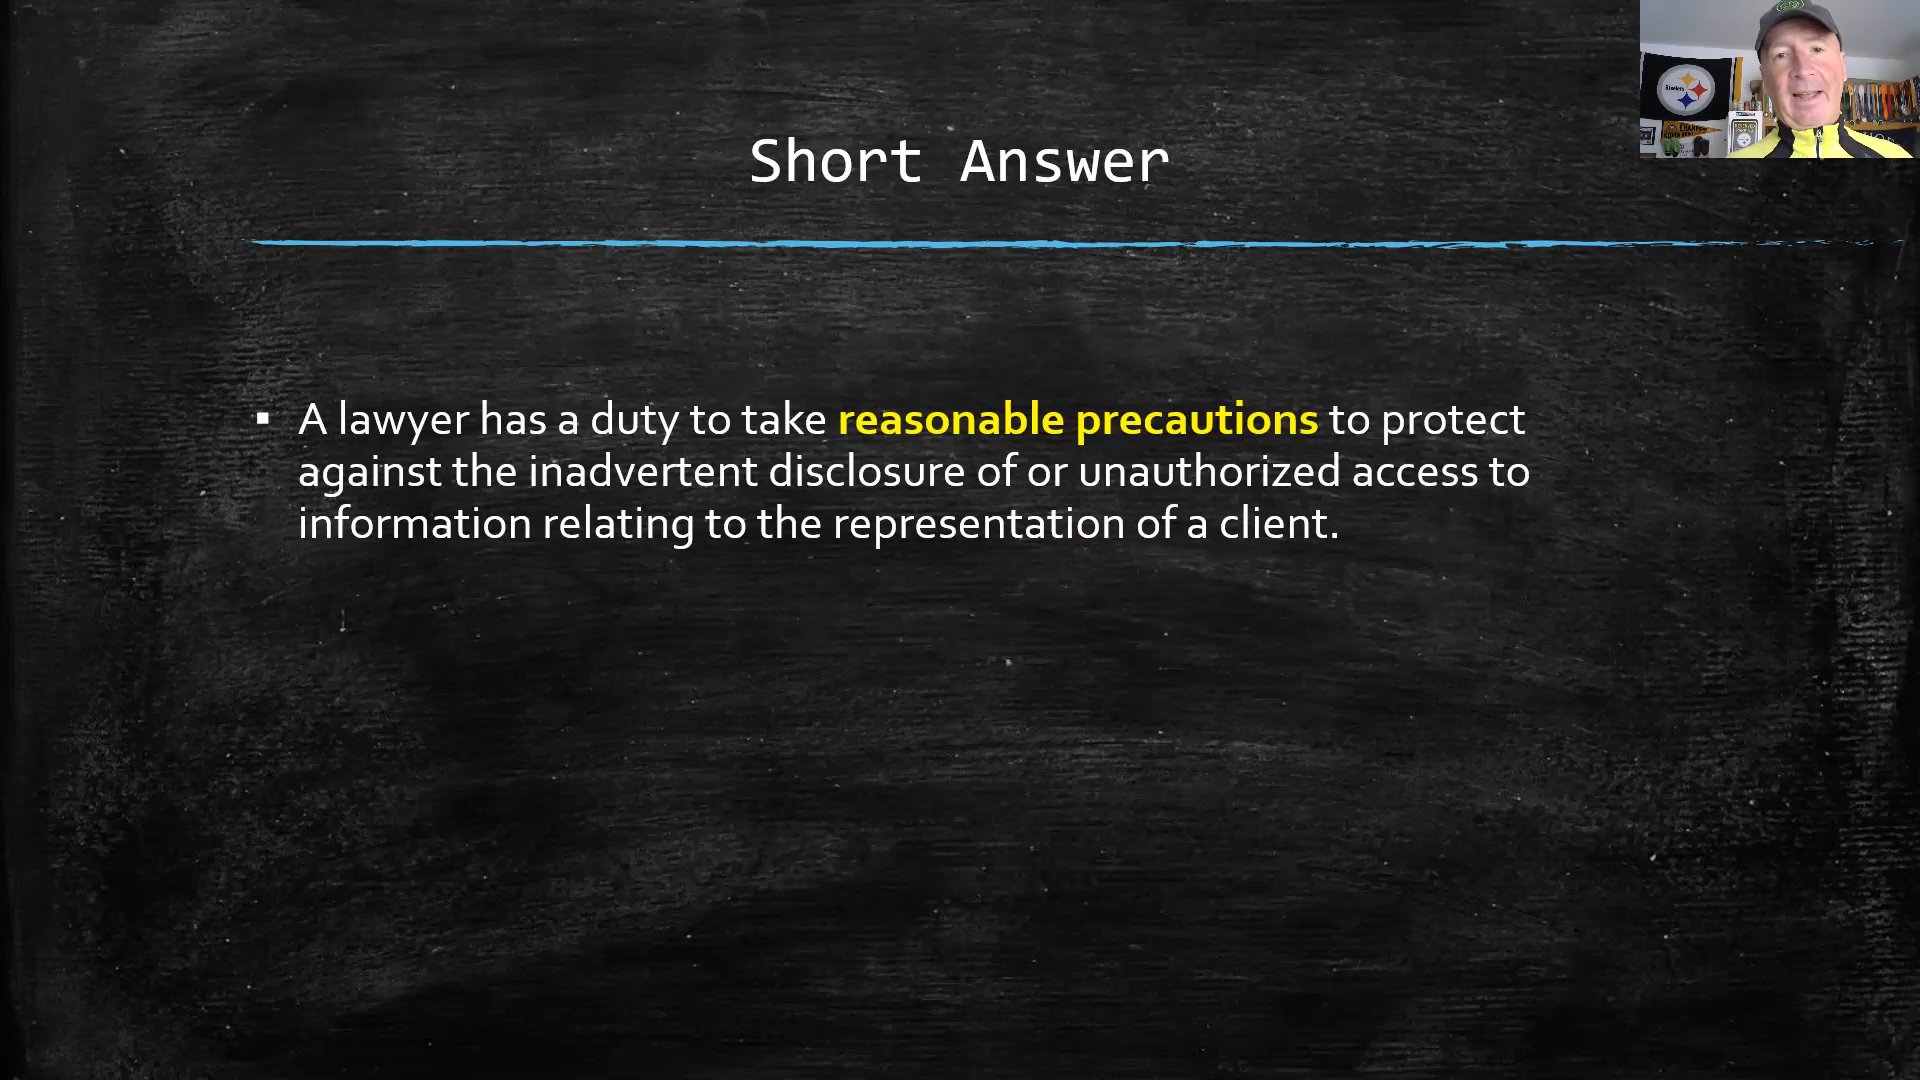 Short Answer
▪ A lawyer has a duty to take reasonable precautions to protect
against the inadvertent disclosure of or unauthorized access to
information relating to the representation of a client.
Steelers